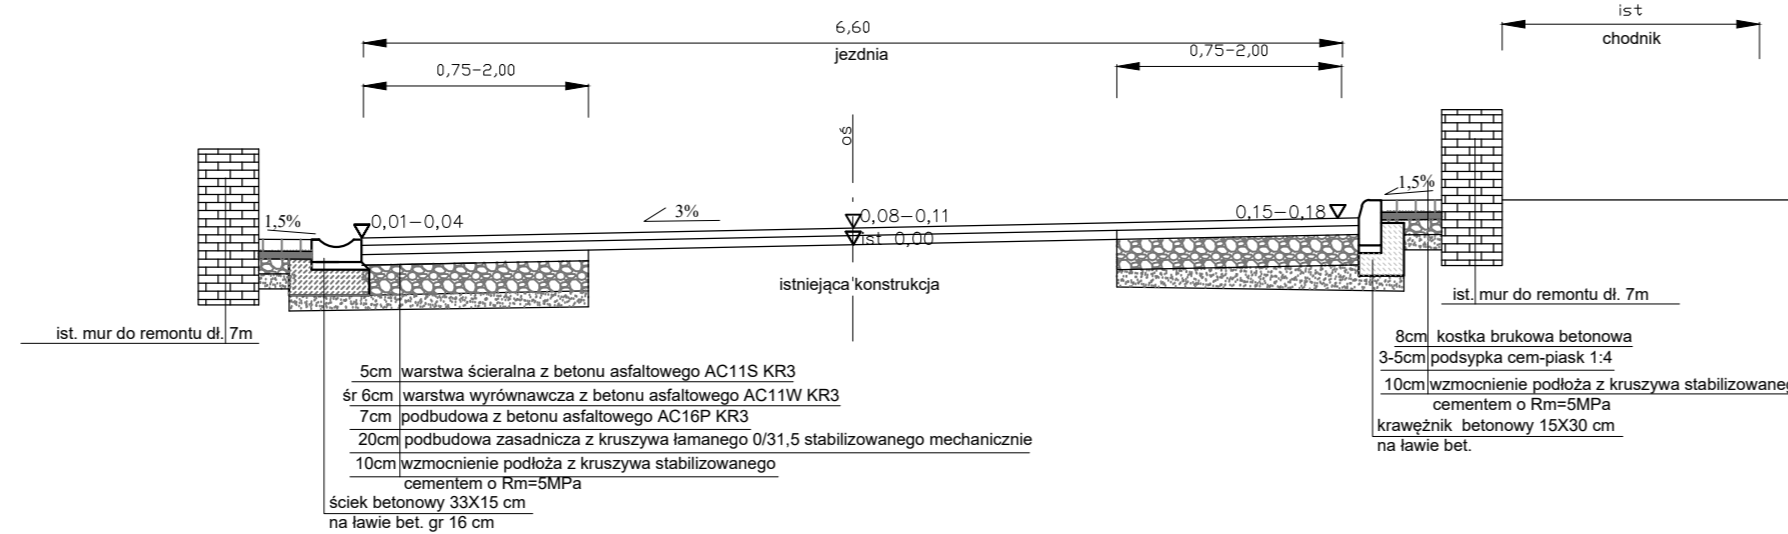 ist
chodnik
6,60
jezdnia
0,75-2,00
0,75-2,00
oś
1,5%
1,5%
0,01-0,04
3%
0,08-0,11
0,15-0,18
ist 0,00
istniejąca konstrukcja
ist. mur do remontu dł. 7m
ist. mur do remontu dł. 7m
5cm warstwa ścieralna z betonu asfaltowego AC11S KR3
śr 6cm warstwa wyrównawcza z betonu asfaltowego AC11W KR3
7cm podbudowa z betonu asfaltowego AC16P KR3
20cm podbudowa zasadnicza z kruszywa łamanego 0/31,5 stabilizowanego mechanicznie
10cm wzmocnienie podłoża z kruszywa stabilizowanego
cementem o Rm=5MPa
ściek betonowy 33X15 cm
na ławie bet. gr 16 cm
8cm kostka brukowa betonowa
3-5cm podsypka cem-piask 1:4
10cm wzmocnienie podłoża z kruszywa stabilizowaneg
cementem o Rm=5MPa
krawężnik betonowy 15X30 cm
na ławie bet.